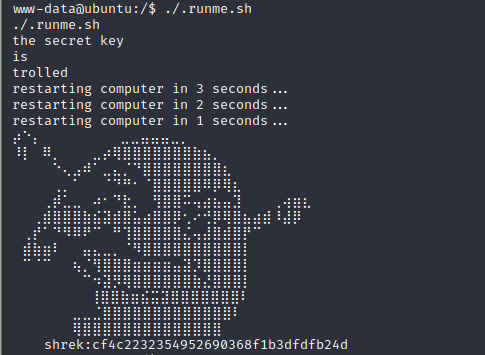 www-data@ubuntu:/$ ./.runme.sh
./.runme.sh
the secret key
is
trolled
restarting computer in 3 seconds...
restarting computer in 2 seconds...
restarting computer in 1 seconds...
shrek:cf4c2232354952690368f1b3dfdfb24d